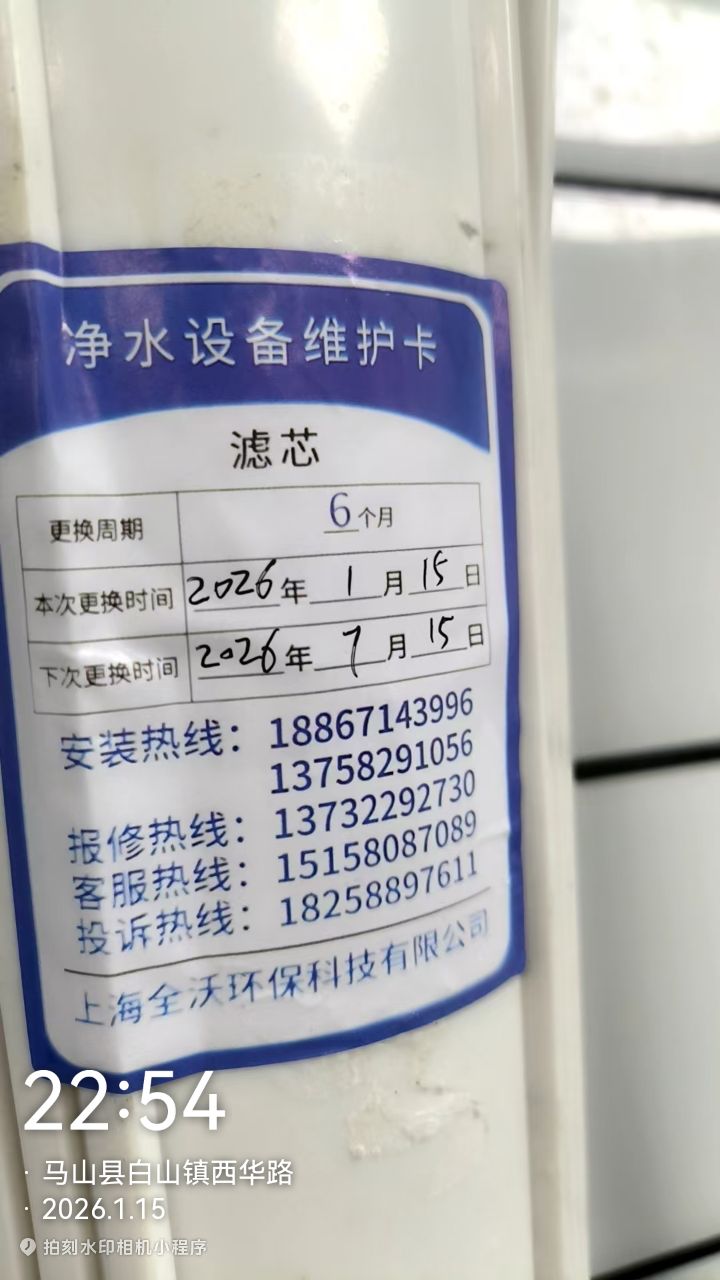 净水设备维护卡
滤芯
更换周期 6个月
本次更换时间 2026年1月15日
下次更换时间 2026年7月15日
安装热线：18867143996
13758291056
报修热线：13732292730
客服热线：15158087089
投诉热线：18258897611
上海全沃环保科技有限公司
22:54
· 马山县白山镇西华路
· 2026.1.15
拍刻水印相机小程序